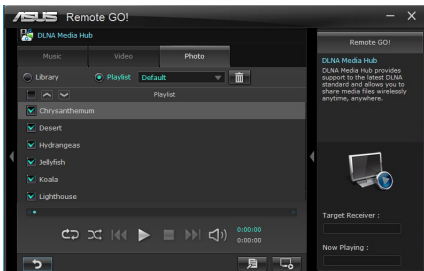 ASUS Remote GO!
DLNA Media Hub
Music Video Photo
Library Playlist Default
Playlist
Chrysanthemum
Desert
Hydrangeas
Jellyfish
Koala
Lighthouse
0:00:00
0:00:00
Remote GO!
DLNA Media Hub
DLNA Media Hub provides
support to the latest DLNA
standard and allows you to
share media files wirelessly
anytime, anywhere.
Target Receiver :
Now Playing :